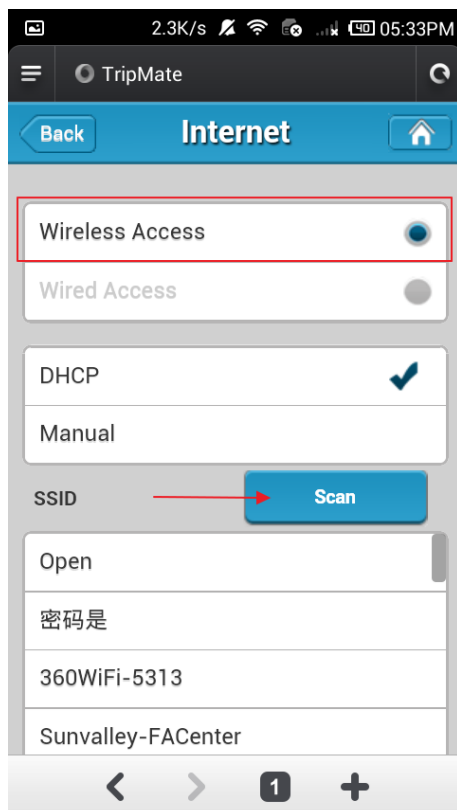 2.3K/s 40 05:33PM
TripMate
Back Internet
Wireless Access
Wired Access
DHCP
Manual
SSID Scan
Open
密码是
360WiFi-5313
Sunvalley-FACenter
1